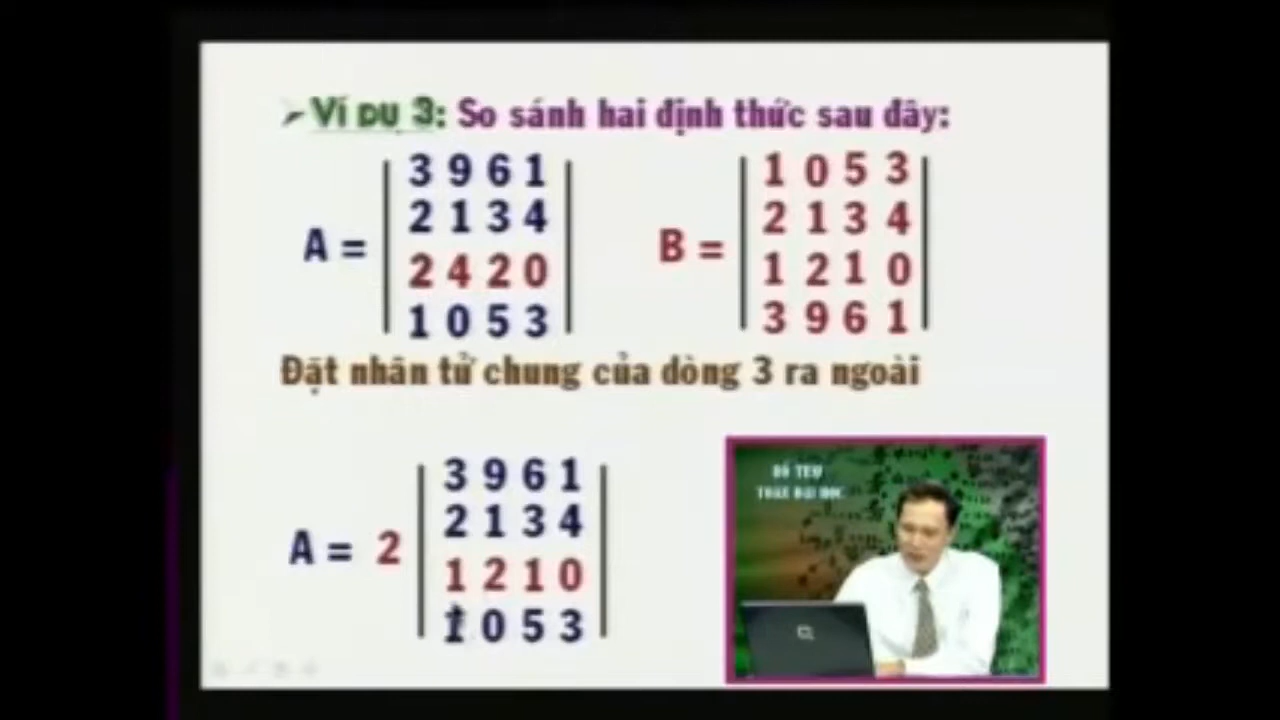 ➢Ví dụ 3: So sánh hai định thức sau đây:
A = | 3 9 6 1 |
| 2 1 3 4 |
| 2 4 2 0 |
| 1 0 5 3 |
B = | 1 0 5 3 |
| 2 1 3 4 |
| 1 2 1 0 |
| 3 9 6 1 |
Đặt nhân tử chung của dòng 3 ra ngoài
A = 2 | 3 9 6 1 |
| 2 1 3 4 |
| 1 2 1 0 |
| 1 0 5 3 |
TOÁN ĐẠI HỌC